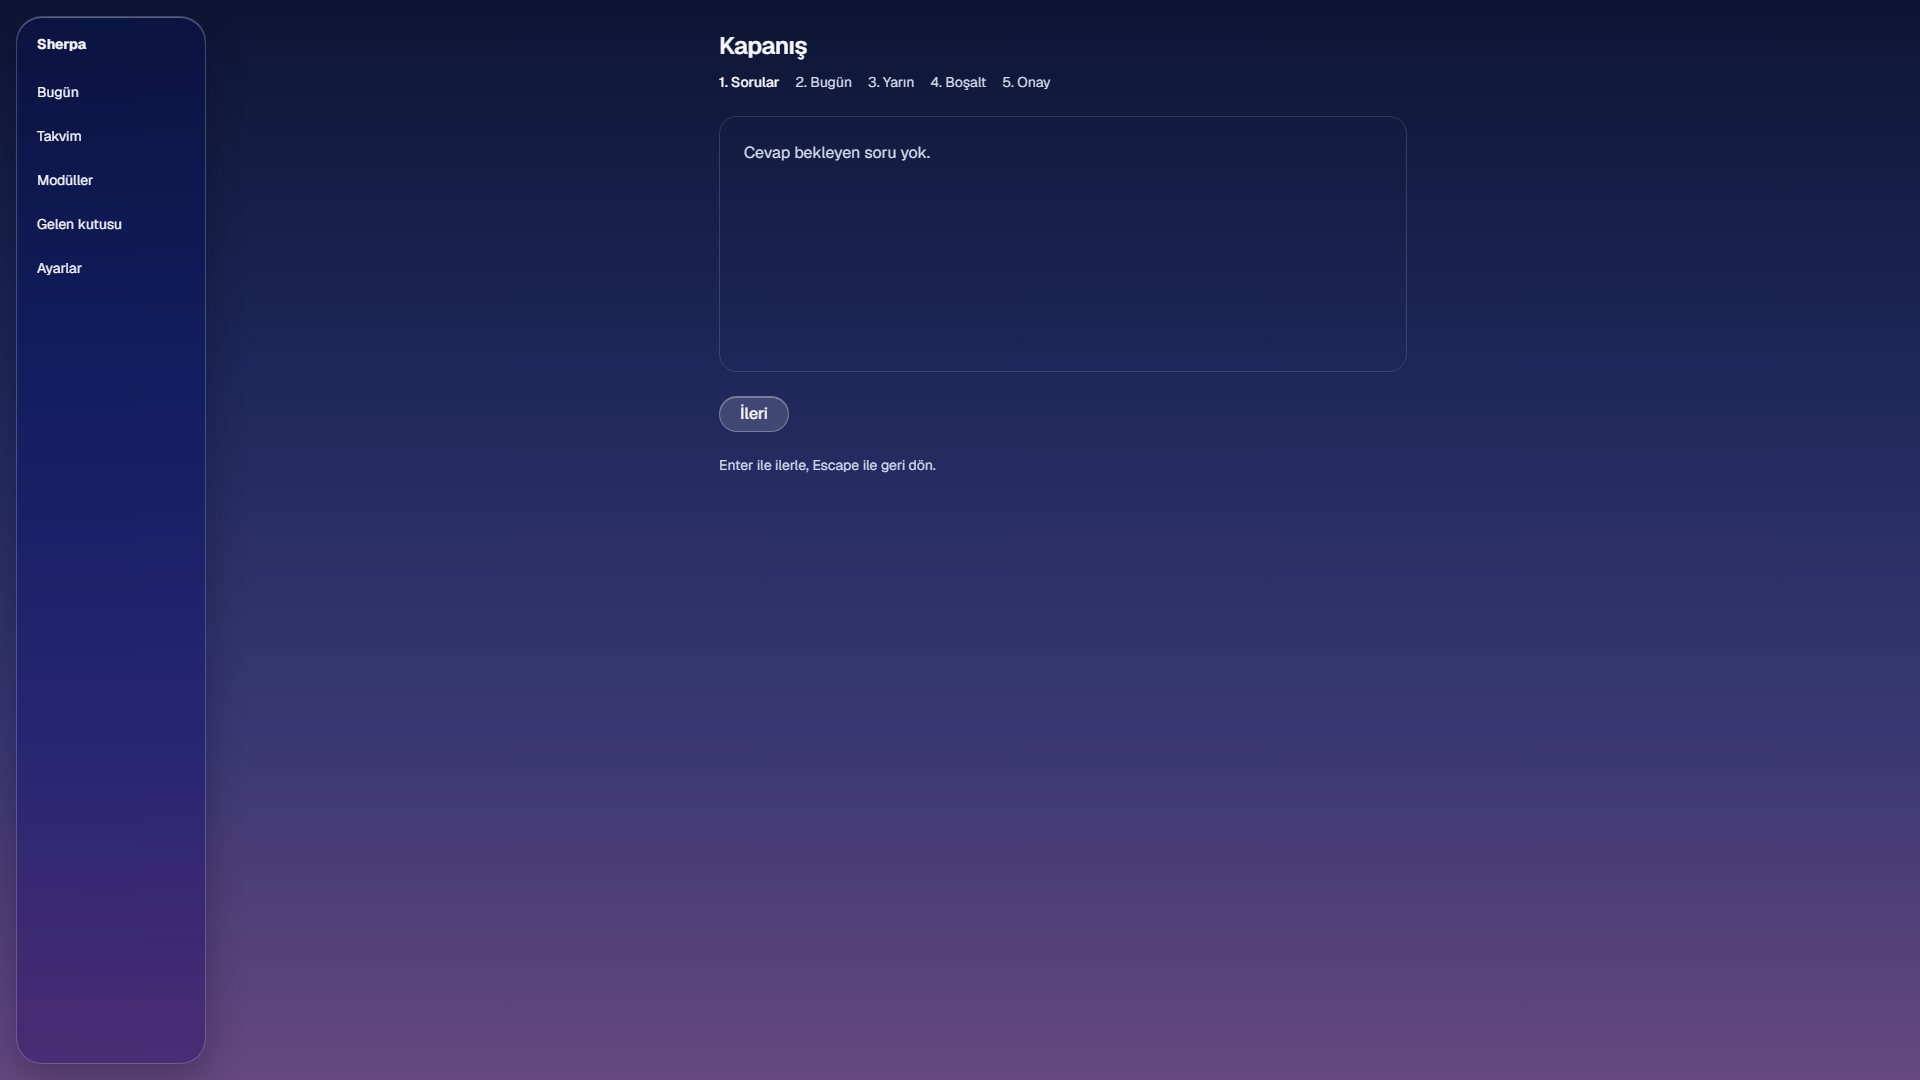 Sherpa
Bugün
Takvim
Modüller
Gelen kutusu
Ayarlar
Kapanış
1. Sorular 2. Bugün 3. Yarın 4. Boşalt 5. Onay
Cevap bekleyen soru yok.
İleri
Enter ile ilerle, Escape ile geri dön.